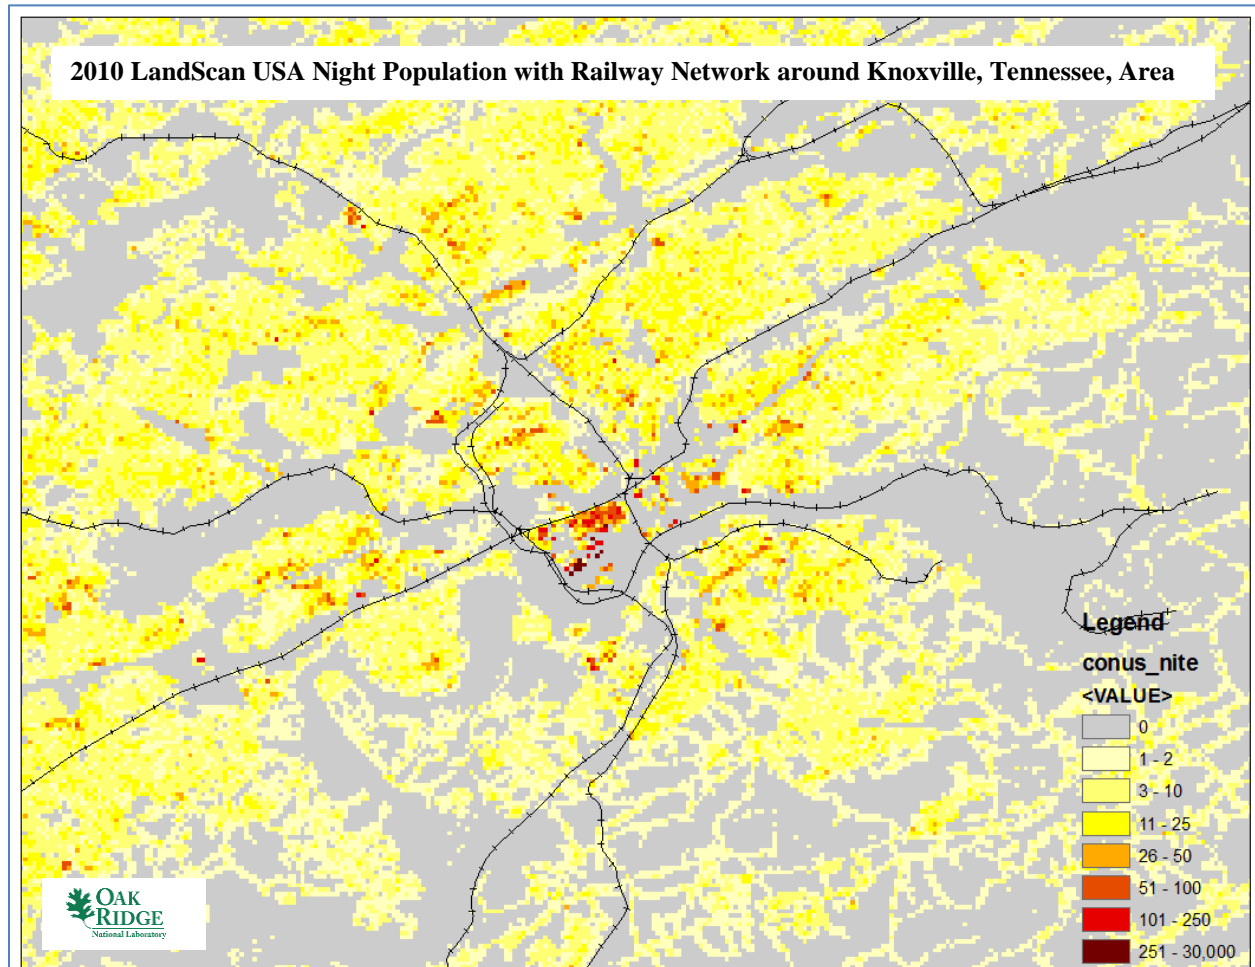 2010 LandScan USA Night Population with Railway Network around Knoxville, Tennessee, Area
Legend
conus_nite
<VALUE>
0
1 - 2
3 - 10
11 - 25
26 - 50
51 - 100
101 - 250
251 - 30,000
OAK
RIDGE
National Laboratory